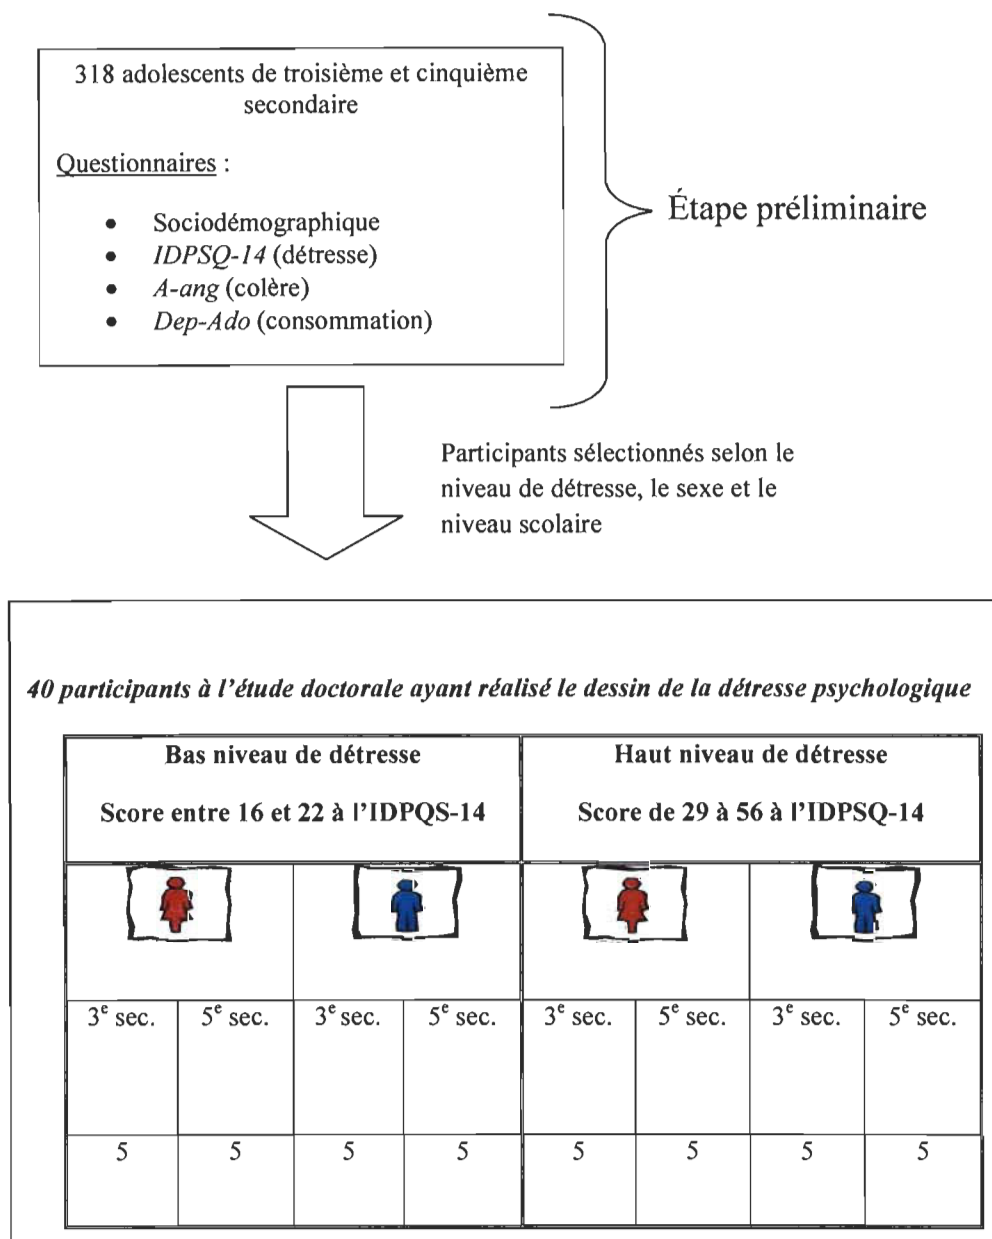 318 adolescents de troisième et cinquième
secondaire
Questionnaires :
• Sociodémographique
• IDPSQ-14 (détresse)
• A-ang (colère)
• Dep-Ado (consommation)
Étape préliminaire
Participants sélectionnés selon le
niveau de détresse, le sexe et le
niveau scolaire
40 participants à l'étude doctorale ayant réalisé le dessin de la détresse psychologique
Bas niveau de détresse
Score entre 16 et 22 à l'IDPQS-14
Haut niveau de détresse
Score de 29 à 56 à l'IDPSQ-14
3e sec. 5e sec. 3e sec. 5e sec. 3e sec. 5e sec. 3e sec. 5e sec.
5 5 5 5 5 5 5 5